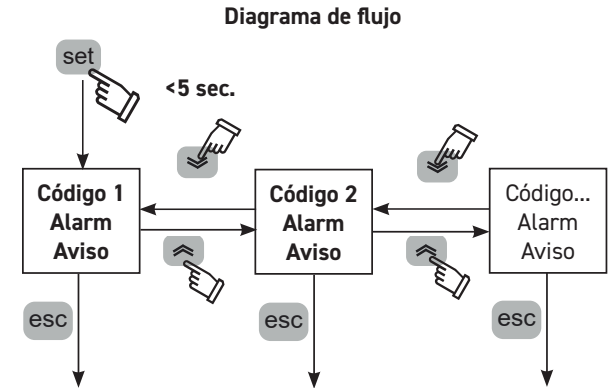 Diagrama de flujo
set
<5 sec.
Código 1
Alarm
Aviso
Código 2
Alarm
Aviso
Código...
Alarm
Aviso
esc
esc
esc